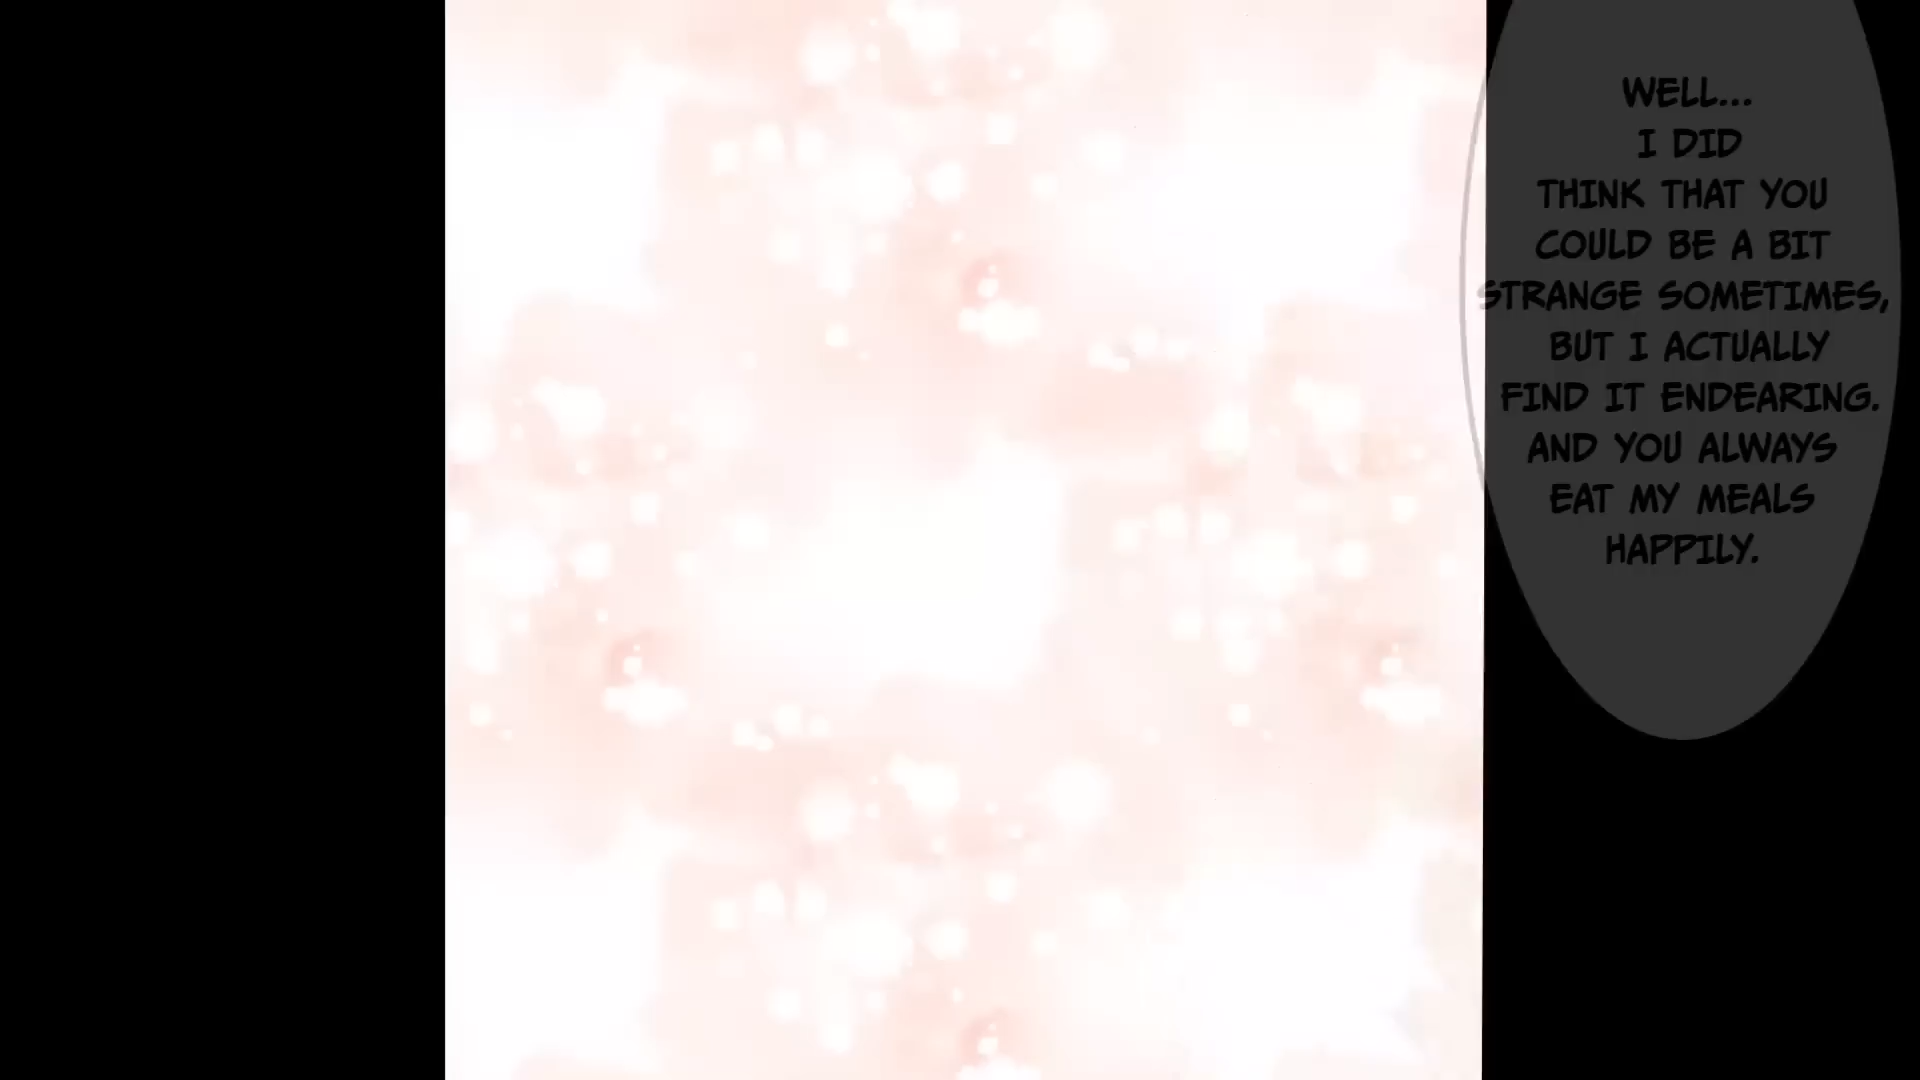 WELL...
I DID
THINK THAT YOU
COULD BE A BIT
STRANGE SOMETIMES,
BUT I ACTUALLY
FIND IT ENDEARING.
AND YOU ALWAYS
EAT MY MEALS
HAPPILY.